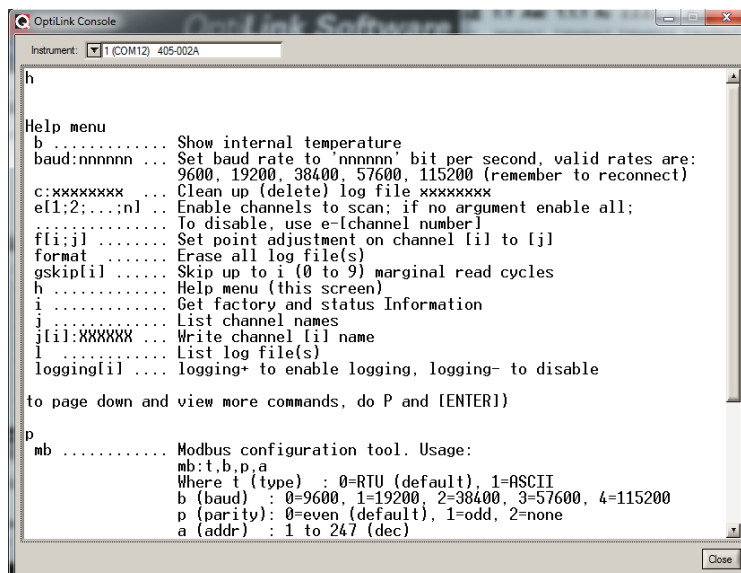 OptiLink Console
OptiLink Software
Instrument: 1 (COM12) 405-002A
h
Help menu
b ............. Show internal temperature
baud:nnnnnn ... Set baud rate to 'nnnnnn' bit per second, valid rates are:
9600, 19200, 38400, 57600, 115200 (remember to reconnect)
c:xxxxxxxx ... Clean up (delete) log file xxxxxxxx
e[1;2;...;n] .. Enable channels to scan; if no argument enable all;
............... To disable, use e-[channel number]
f[i;j] ........ Set point adjustment on channel [i] to [j]
format ....... Erase all log file(s)
gskip[i] ...... Skip up to i (0 to 9) marginal read cycles
h ............. Help menu (this screen)
i ............. Get factory and status Information
j ............. List channel names
j[i]:XXXXXX ... Write channel [i] name
l ............ List log file(s)
logging[i] .... logging+ to enable logging, logging- to disable
to page down and view more commands, do P and [ENTER])
p
mb ............ Modbus configuration tool. Usage:
mb:t,b,p,a
Where t (type) : 0=RTU (default), 1=ASCII
b (baud) : 0=9600, 1=19200, 2=38400, 3=57600, 4=115200
p (parity): 0=even (default), 1=odd, 2=none
a (addr) : 1 to 247 (dec)
Close